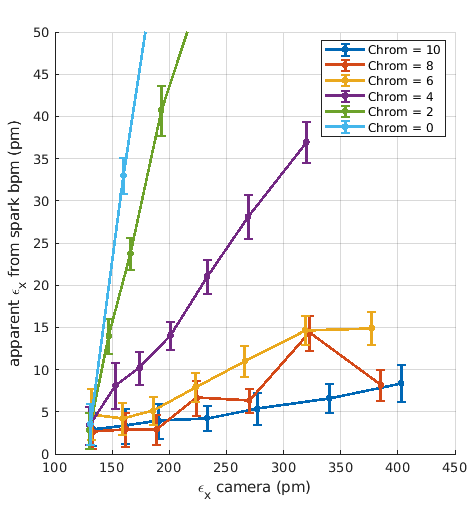 50
45
40
35
30
25
20
15
10
5
0
apparent ϵx from spark bpm (pm)
Chrom = 10
Chrom = 8
Chrom = 6
Chrom = 4
Chrom = 2
Chrom = 0
100 150 200 250 300 350 400 450
ϵx camera (pm)